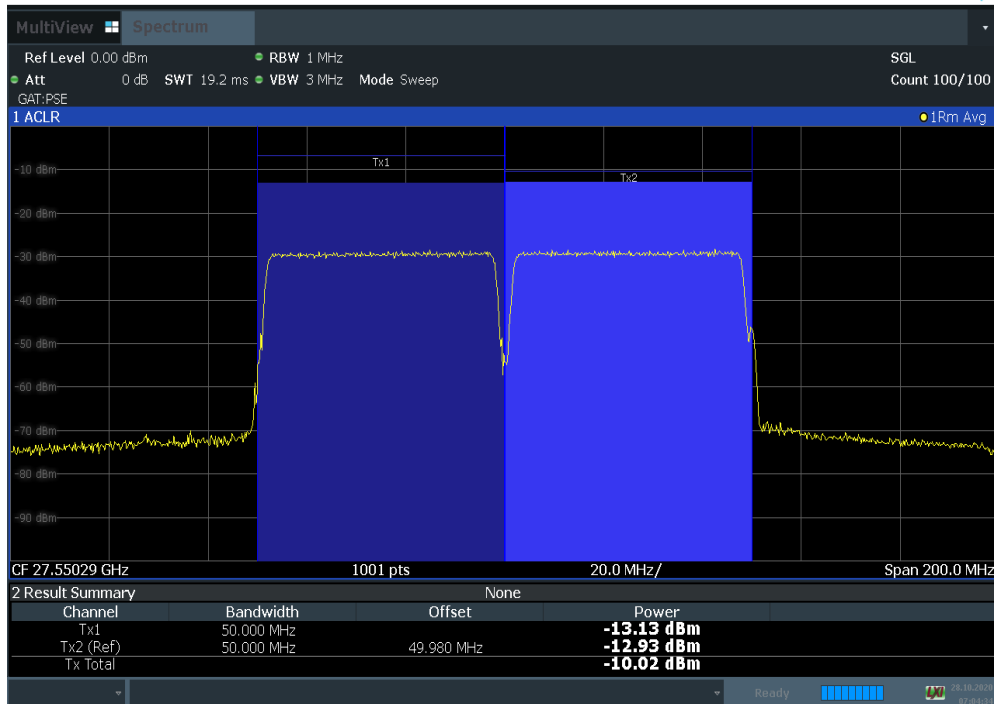 MultiView Spectrum
Ref Level 0.00 dBm RBW 1 MHz SGL
Att 0 dB SWT 19.2 ms VBW 3 MHz Mode Sweep Count 100/100
GAT:PSE
1 ACLR 1Rm Avg
Tx1
-10 dBm
Tx2
-20 dBm
-30 dBm
-40 dBm
-50 dBm
-60 dBm
-70 dBm
-80 dBm
-90 dBm
CF 27.55029 GHz 1001 pts 20.0 MHz/ Span 200.0 MHz
2 Result Summary None
Channel Bandwidth Offset Power
Tx1 50.000 MHz -13.13 dBm
Tx2 (Ref) 50.000 MHz 49.980 MHz -12.93 dBm
Tx Total -10.02 dBm
Ready LXI 28.10.2020